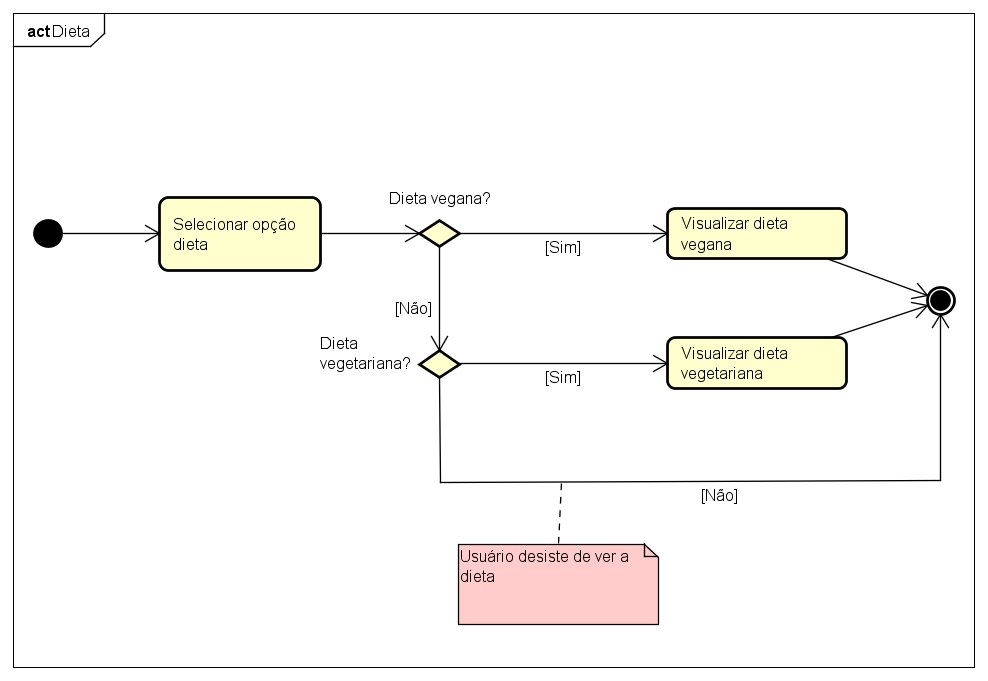 act Dieta
Dieta vegana?
Selecionar opção
dieta
[Sim]
Visualizar dieta
vegana
[Não]
Dieta
vegetariana?
[Sim]
Visualizar dieta
vegetariana
[Não]
Usuário desiste de ver a
dieta